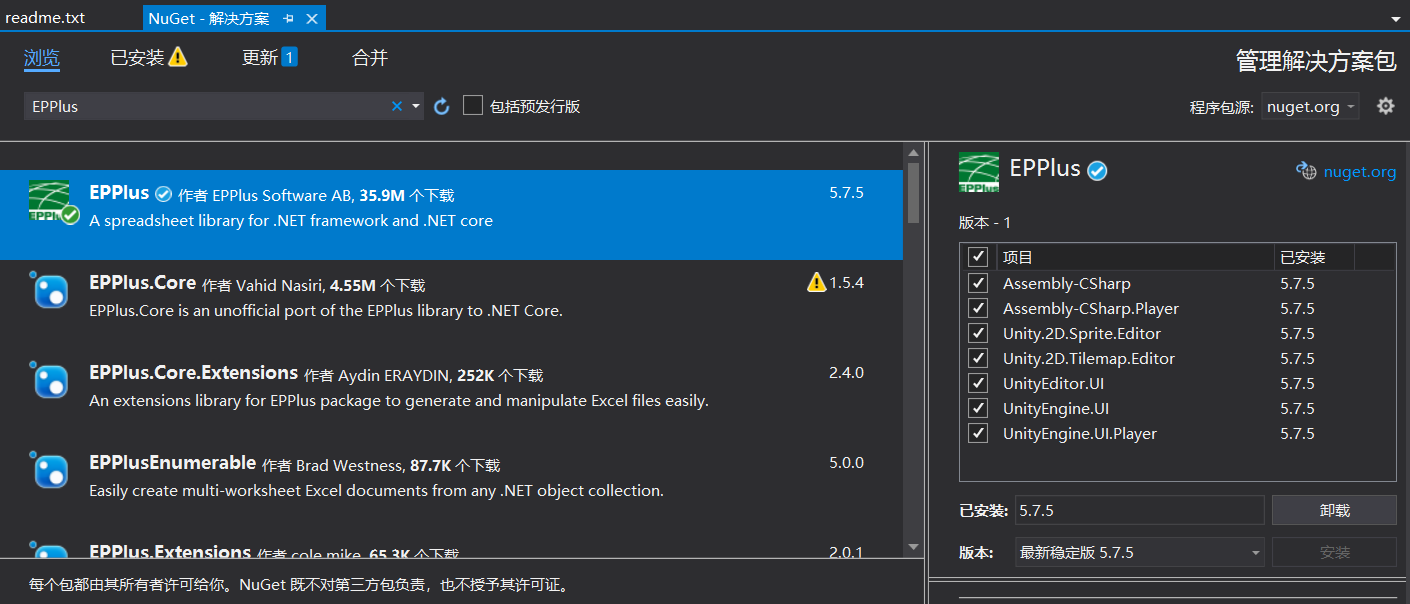 readme.txt
NuGet - 解决方案
浏览
已安装
更新 1
合并
管理解决方案包
EPPlus
包括预发行版
程序包源: nuget.org
EPPlus 作者 EPPlus Software AB, 35.9M 个下载 5.7.5
A spreadsheet library for .NET framework and .NET core
EPPlus.Core 作者 Vahid Nasiri, 4.55M 个下载 1.5.4
EPPlus.Core is an unofficial port of the EPPlus library to .NET Core.
EPPlus.Core.Extensions 作者 Aydin ERAYDIN, 252K 个下载 2.4.0
An extensions library for EPPlus package to generate and manipulate Excel files easily.
EPPlusEnumerable 作者 Brad Westness, 87.7K 个下载 5.0.0
Easily create multi-worksheet Excel documents from any .NET object collection.
EPPlus.Extensions 作者 cole mike, 65.3K 个下载 2.0.1
每个包都由其所有者许可给你。NuGet 既不对第三方包负责，也不授予其许可证。
EPPlus
nuget.org
版本 - 1
项目 已安装
Assembly-CSharp 5.7.5
Assembly-CSharp.Player 5.7.5
Unity.2D.Sprite.Editor 5.7.5
Unity.2D.Tilemap.Editor 5.7.5
UnityEditor.UI 5.7.5
UnityEngine.UI 5.7.5
UnityEngine.UI.Player 5.7.5
已安装: 5.7.5 卸载
版本: 最新稳定版 5.7.5 安装